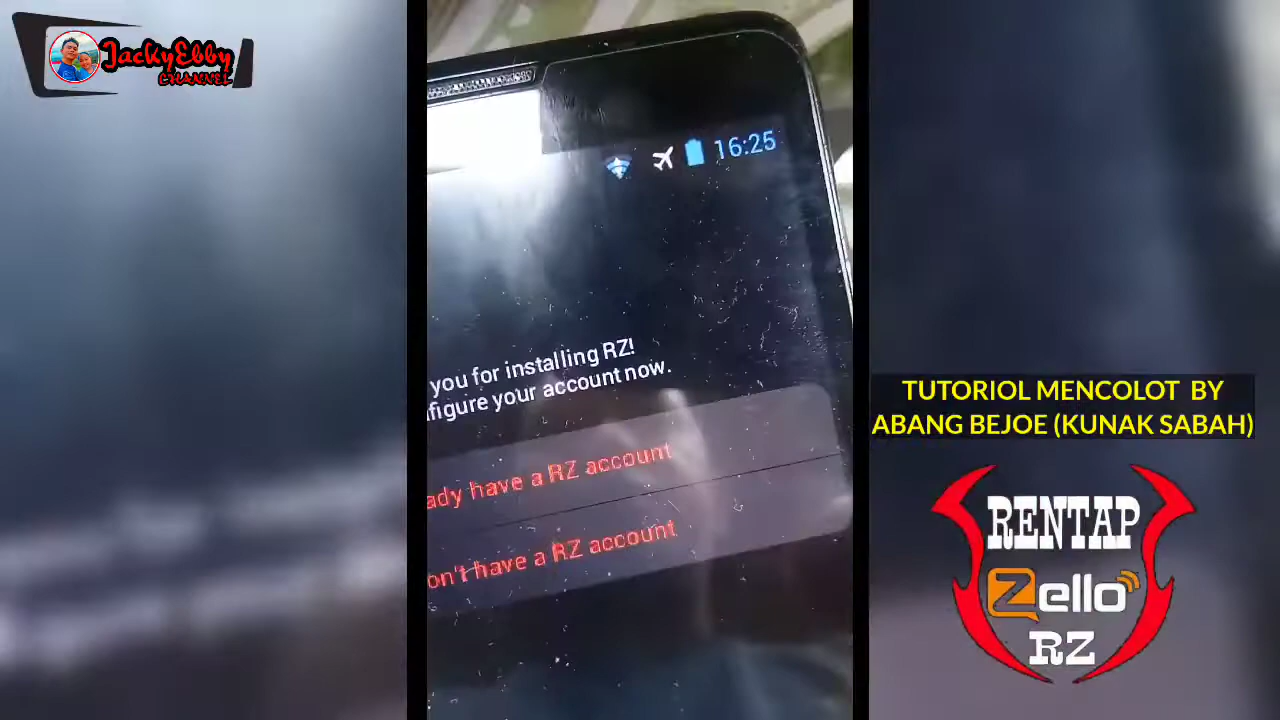 JackyEbby
CHANNEL
16:25
you for installing RZ!
figure your account now.
ady have a RZ account
on't have a RZ account
TUTORIOL MENCOLOT BY
ABANG BEJOE (KUNAK SABAH)
RENTAP
Zello
RZ